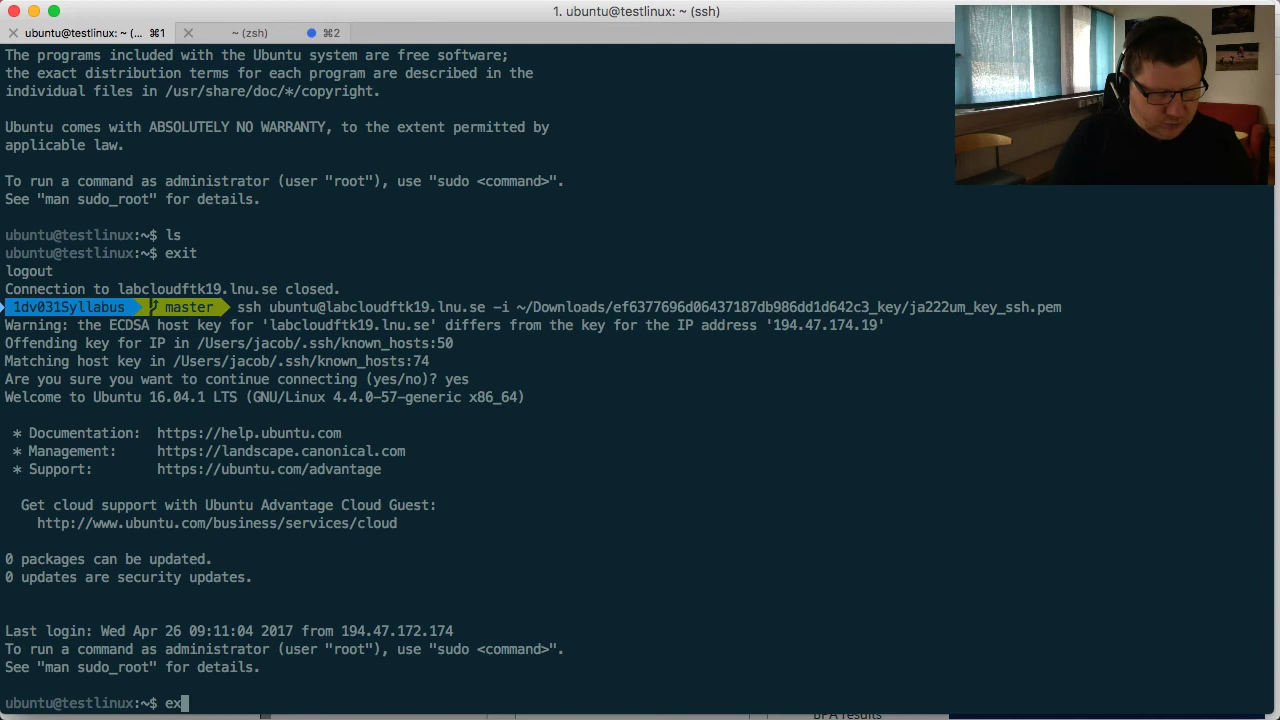 1. ubuntu@testlinux: ~ (ssh)
ubuntu@testlinux: ~ (... ⌘1
~ (zsh) ⌘2
The programs included with the Ubuntu system are free software;
the exact distribution terms for each program are described in the
individual files in /usr/share/doc/*/copyright.
Ubuntu comes with ABSOLUTELY NO WARRANTY, to the extent permitted by
applicable law.
To run a command as administrator (user "root"), use "sudo <command>".
See "man sudo_root" for details.
ubuntu@testlinux:~$ ls
ubuntu@testlinux:~$ exit
logout
Connection to labcloudftk19.lnu.se closed.
1dv031Syllabus master ssh ubuntu@labcloudftk19.lnu.se -i ~/Downloads/ef6377696d06437187db986dd1d642c3_key/ja222um_key_ssh.pem
Warning: the ECDSA host key for 'labcloudftk19.lnu.se' differs from the key for the IP address '194.47.174.19'
Offending key for IP in /Users/jacob/.ssh/known_hosts:50
Matching host key in /Users/jacob/.ssh/known_hosts:74
Are you sure you want to continue connecting (yes/no)? yes
Welcome to Ubuntu 16.04.1 LTS (GNU/Linux 4.4.0-57-generic x86_64)
* Documentation: https://help.ubuntu.com
* Management: https://landscape.canonical.com
* Support: https://ubuntu.com/advantage
Get cloud support with Ubuntu Advantage Cloud Guest:
http://www.ubuntu.com/business/services/cloud
0 packages can be updated.
0 updates are security updates.
Last login: Wed Apr 26 09:11:04 2017 from 194.47.172.174
To run a command as administrator (user "root"), use "sudo <command>".
See "man sudo_root" for details.
ubuntu@testlinux:~$ ex